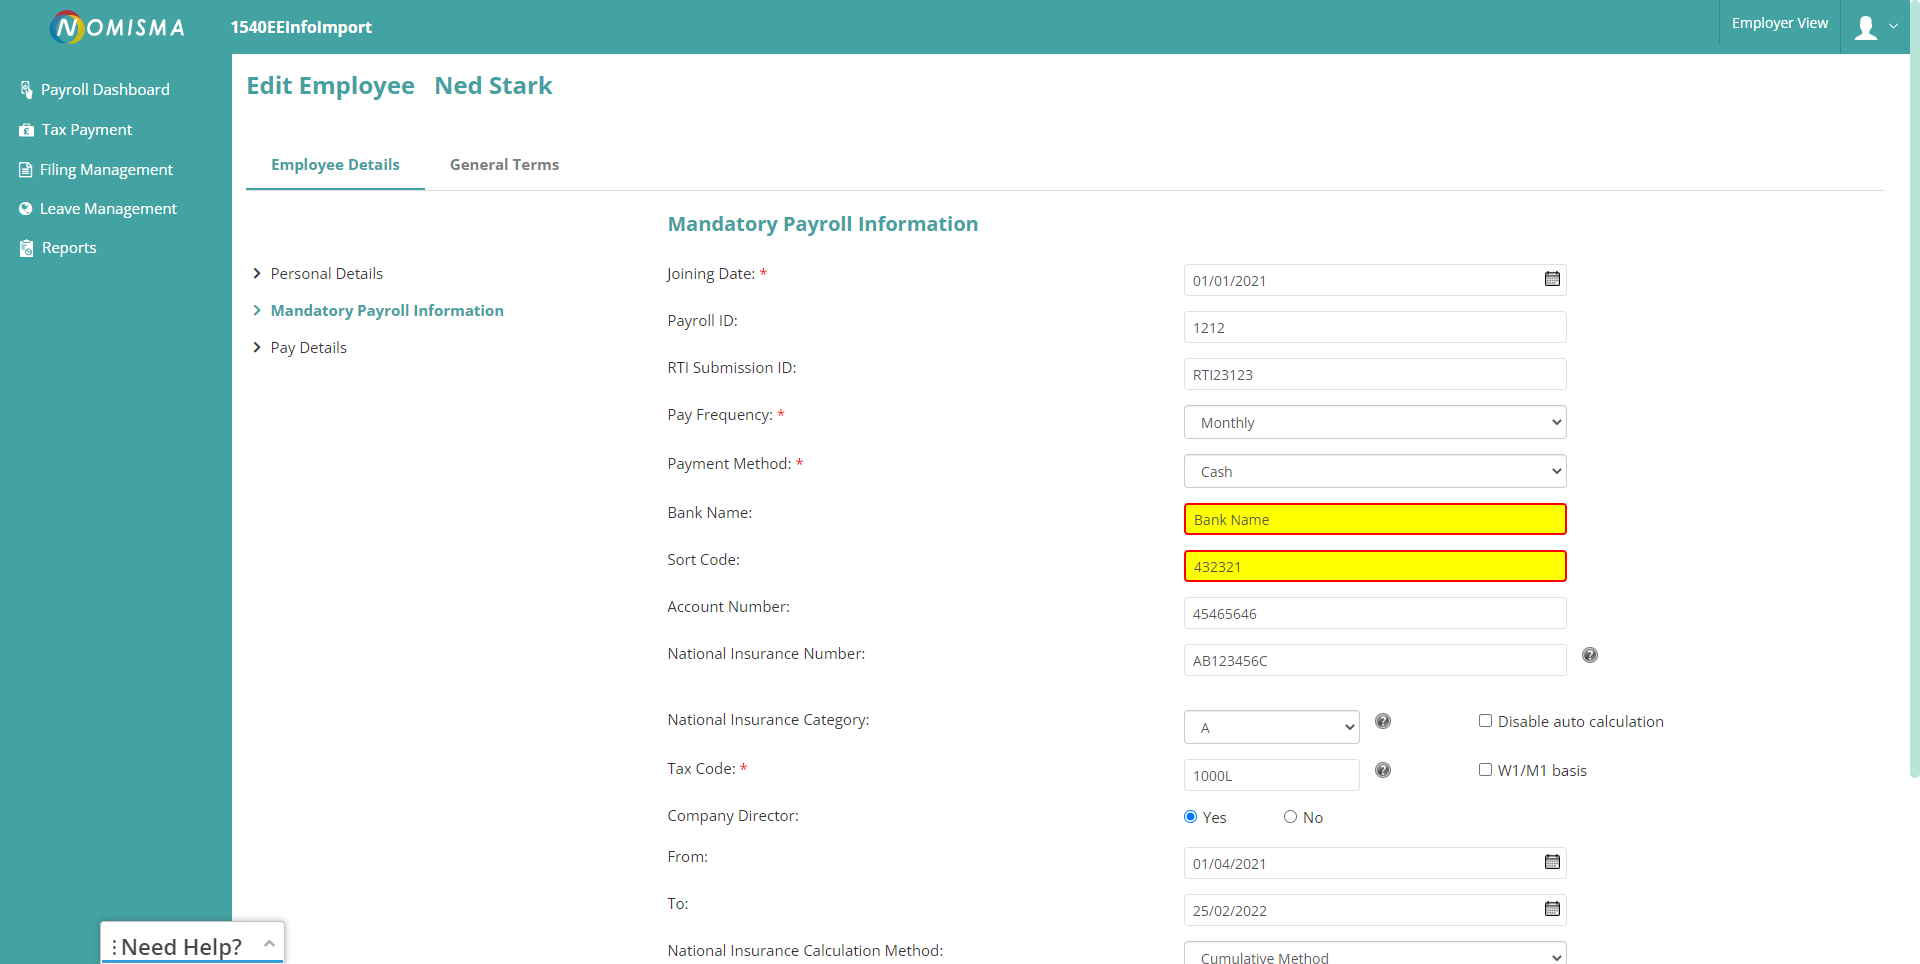 NOMISMA
1540EEInfoImport
Employer View
Payroll Dashboard
Tax Payment
Filing Management
Leave Management
Reports
Edit Employee Ned Stark
Employee Details
General Terms
Personal Details
Mandatory Payroll Information
Pay Details
Mandatory Payroll Information
Joining Date: * 01/01/2021
Payroll ID: 1212
RTI Submission ID: RTI23123
Pay Frequency: * Monthly
Payment Method: * Cash
Bank Name: Bank Name
Sort Code: 432321
Account Number: 45465646
National Insurance Number: AB123456C ?
National Insurance Category: A ? Disable auto calculation
Tax Code: * 1000L ? W1/M1 basis
Company Director: Yes No
From: 01/04/2021
To: 25/02/2022
National Insurance Calculation Method: Cumulative Method
Need Help?